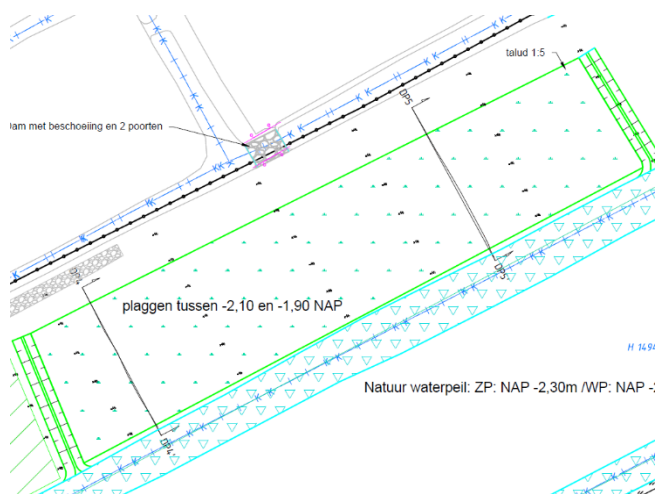 talud 1:5
DP5
Dam met beschoeiing en 2 poorten
DP4
DP5
plaggen tussen -2,10 en -1,90 NAP
H 1494
Natuur waterpeil: ZP: NAP -2,30m /WP: NAP -2
DP4